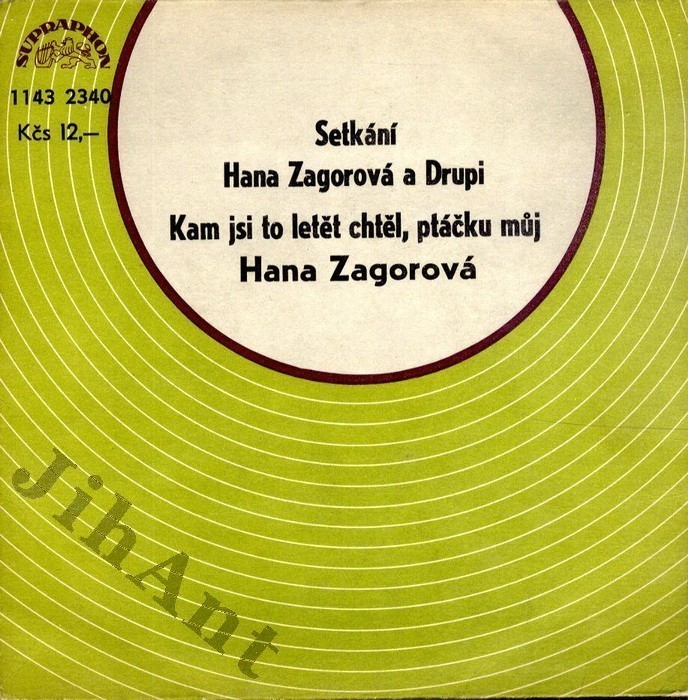 SUPRAPHON
1143 2340
Kčs 12,–
Setkání
Hana Zagorová a Drupi
Kam jsi to letět chtěl, ptáčku můj
Hana Zagorová
JihAnt